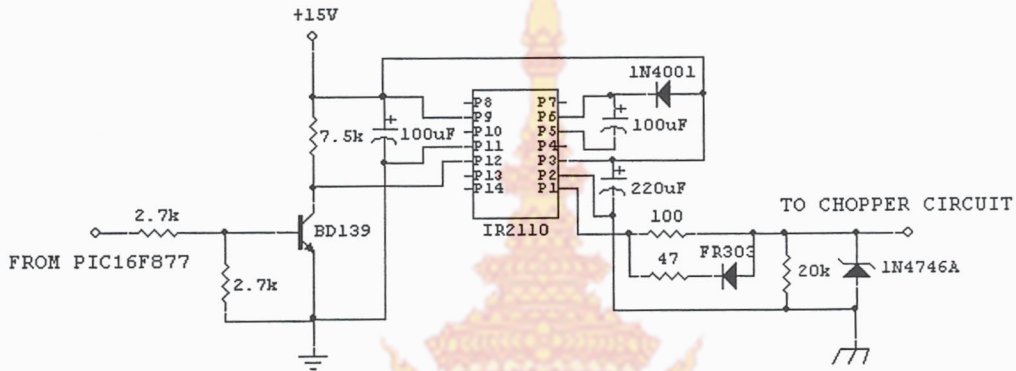 +15V
1N4001
P8
P7
P9
P6
7.5k
100uF
P10
P5
100uF
P11
P4
P12
P3
P13
P2
220uF
P14
P1
2.7k
BD139
IR2110
100
TO CHOPPER CIRCUIT
FROM PIC16F877
2.7k
47
FR303
20k
1N4746A
+
+
+